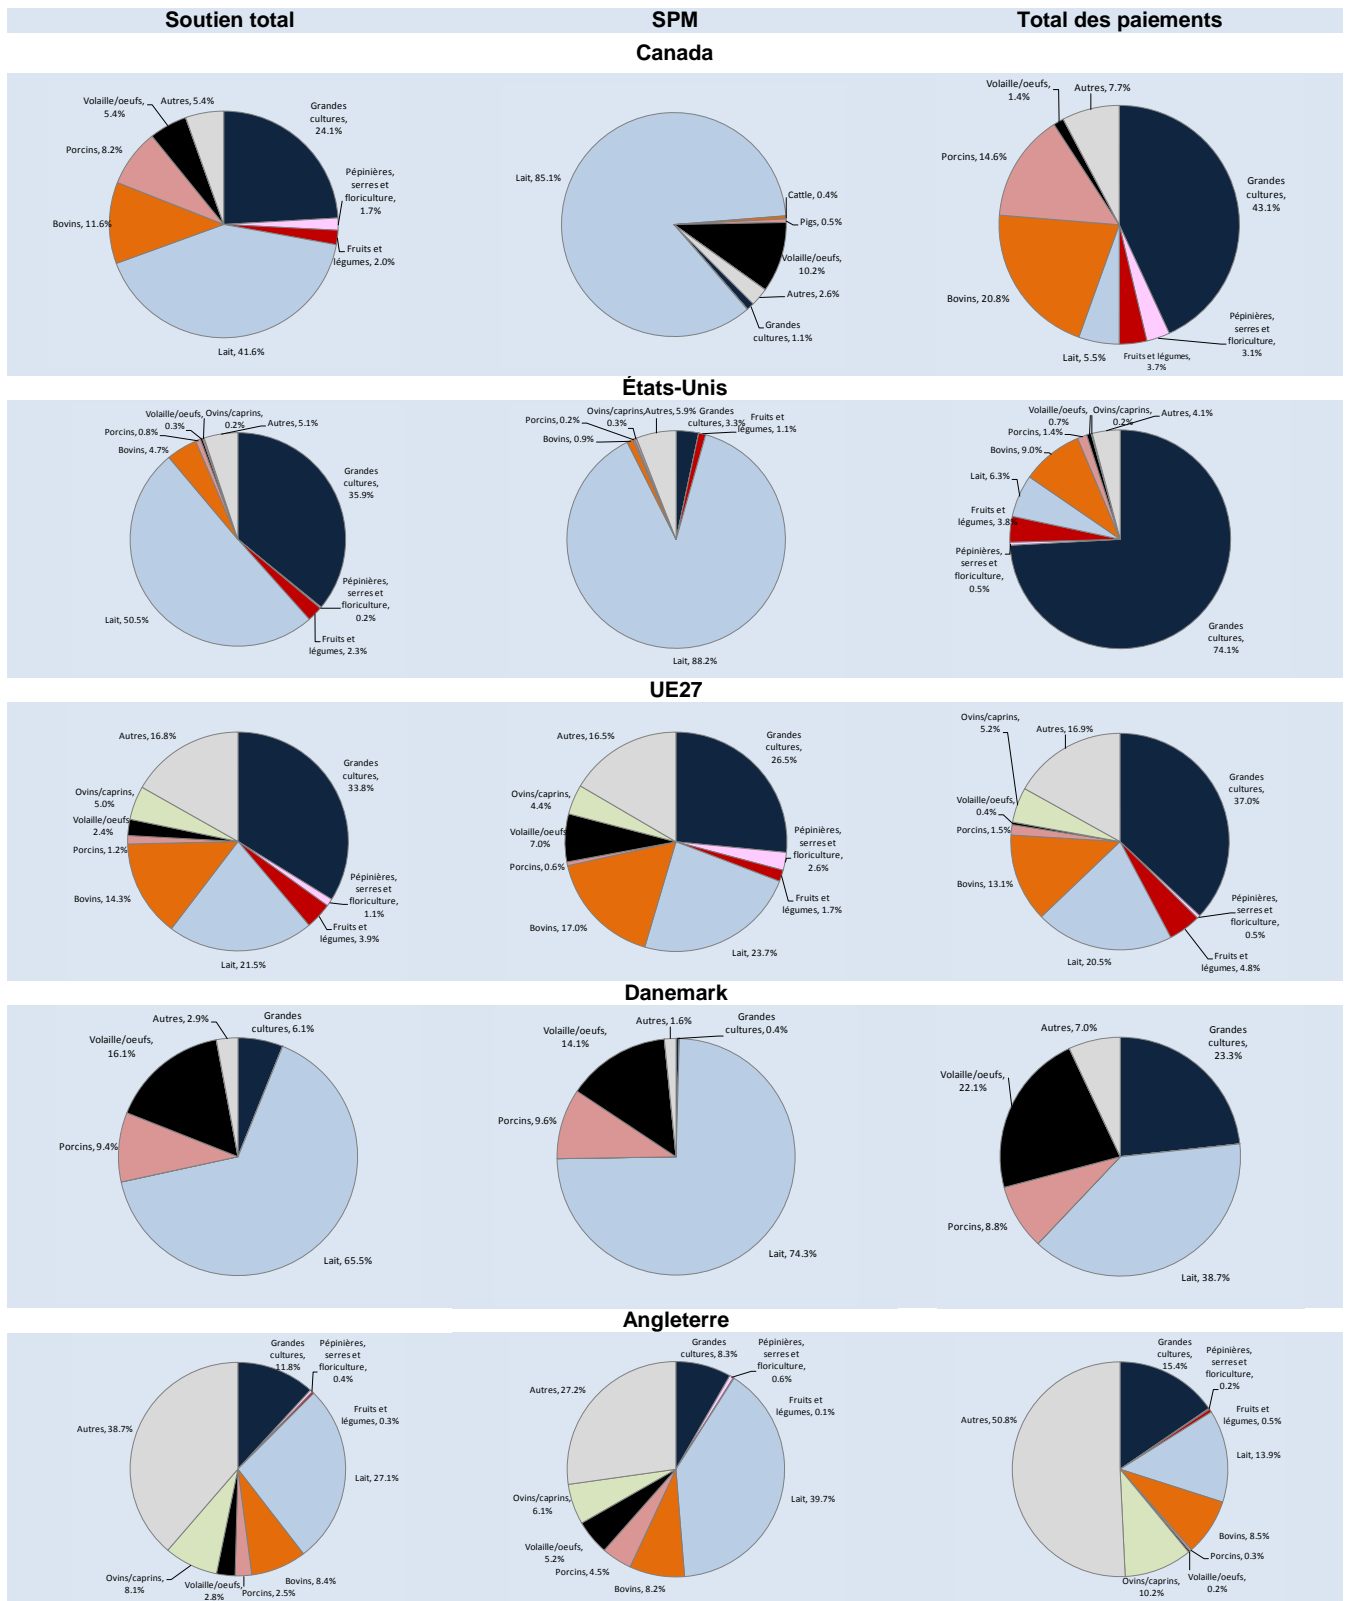 Soutien total
SPM
Total des paiements
Canada
Volaille/oeufs,
5.4%
Autres, 5.4%
Grandes
cultures,
24.1%
Porcins, 8.2%
Pépinières,
serres et
floriculture,
1.7%
Bovins, 11.6%
Fruits et
légumes, 2.0%
Lait, 41.6%
Lait, 85.1%
Cattle, 0.4%
Pigs, 0.5%
Volaille/oeufs,
10.2%
Autres, 2.6%
Grandes
cultures, 1.1%
Volaille/oeufs,
1.4%
Autres, 7.7%
Porcins, 14.6%
Grandes
cultures,
43.1%
Bovins, 20.8%
Pépinières,
serres et
floriculture,
3.1%
Lait, 5.5%
Fruits et légumes,
3.7%
États-Unis
Volaille/oeufs,
0.3%
Ovins/caprins,
0.2%
Porcins, 0.8%
Autres, 5.1%
Bovins, 4.7%
Grandes
cultures,
35.9%
Pépinières,
serres et
floriculture,
0.2%
Lait, 50.5%
Fruits et
légumes, 2.3%
Porcins, 0.2%
Ovins/caprins,
0.3%
Autres, 5.9%
Grandes
cultures, 3.3%
Fruits et
légumes, 1.1%
Bovins, 0.9%
Lait, 88.2%
Volaille/oeufs,
0.7%
Ovins/caprins,
0.2%
Autres, 4.1%
Porcins, 1.4%
Bovins, 9.0%
Lait, 6.3%
Fruits et
légumes, 3.8%
Pépinières,
serres et
floriculture,
0.5%
Grandes
cultures,
74.1%
UE27
Autres, 16.8%
Grandes
cultures,
33.8%
Ovins/caprins,
5.0%
Volaille/oeufs,
2.4%
Porcins, 1.2%
Bovins, 14.3%
Pépinières,
serres et
floriculture,
1.1%
Fruits et
légumes, 3.9%
Lait, 21.5%
Autres, 16.5%
Grandes
cultures,
26.5%
Ovins/caprins,
4.4%
Volaille/oeufs,
7.0%
Porcins, 0.6%
Pépinières,
serres et
floriculture,
2.6%
Fruits et
légumes, 1.7%
Bovins, 17.0%
Lait, 23.7%
Ovins/caprins,
5.2%
Autres, 16.9%
Grandes
cultures,
37.0%
Volaille/oeufs,
0.4%
Porcins, 1.5%
Bovins, 13.1%
Pépinières,
serres et
floriculture,
0.5%
Fruits et
légumes, 4.8%
Lait, 20.5%
Danemark
Autres, 2.9%
Grandes
cultures, 6.1%
Volaille/oeufs,
16.1%
Porcins, 9.4%
Lait, 65.5%
Autres, 1.6%
Grandes
cultures, 0.4%
Volaille/oeufs,
14.1%
Porcins, 9.6%
Lait, 74.3%
Autres, 7.0%
Grandes
cultures,
23.3%
Volaille/oeufs,
22.1%
Porcins, 8.8%
Lait, 38.7%
Angleterre
Grandes
cultures,
11.8%
Pépinières,
serres et
floriculture,
0.4%
Fruits et
légumes, 0.3%
Autres, 38.7%
Lait, 27.1%
Ovins/caprins,
8.1%
Volaille/oeufs,
2.8%
Porcins, 2.5%
Bovins, 8.4%
Grandes
cultures, 8.3%
Pépinières,
serres et
floriculture,
0.6%
Fruits et
légumes, 0.1%
Autres, 27.2%
Lait, 39.7%
Ovins/caprins,
6.1%
Volaille/oeufs,
5.2%
Porcins, 4.5%
Bovins, 8.2%
Grandes
cultures,
15.4%
Pépinières,
serres et
floriculture,
0.2%
Fruits et
légumes, 0.5%
Autres, 50.8%
Lait, 13.9%
Bovins, 8.5%
Porcins, 0.3%
Volaille/oeufs,
0.2%
Ovins/caprins,
10.2%